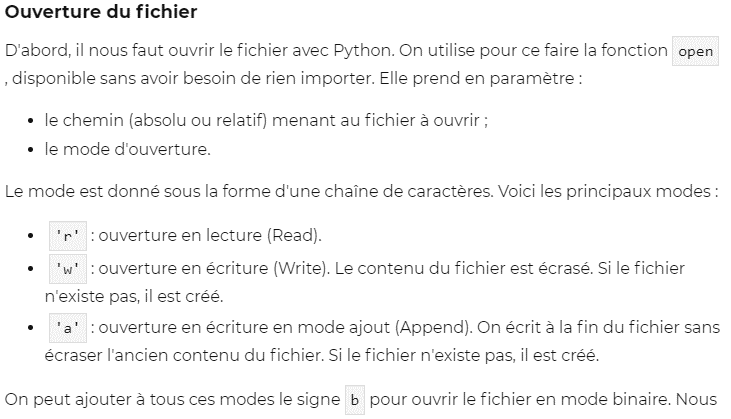 Ouverture du fichier
D'abord, il nous faut ouvrir le fichier avec Python. On utilise pour ce faire la fonction open
, disponible sans avoir besoin de rien importer. Elle prend en paramètre :
• le chemin (absolu ou relatif) menant au fichier à ouvrir ;
• le mode d'ouverture.
Le mode est donné sous la forme d'une chaîne de caractères. Voici les principaux modes :
• 'r' : ouverture en lecture (Read).
• 'w' : ouverture en écriture (Write). Le contenu du fichier est écrasé. Si le fichier
n'existe pas, il est créé.
• 'a' : ouverture en écriture en mode ajout (Append). On écrit à la fin du fichier sans
écraser l'ancien contenu du fichier. Si le fichier n'existe pas, il est créé.
On peut ajouter à tous ces modes le signe b pour ouvrir le fichier en mode binaire. Nous